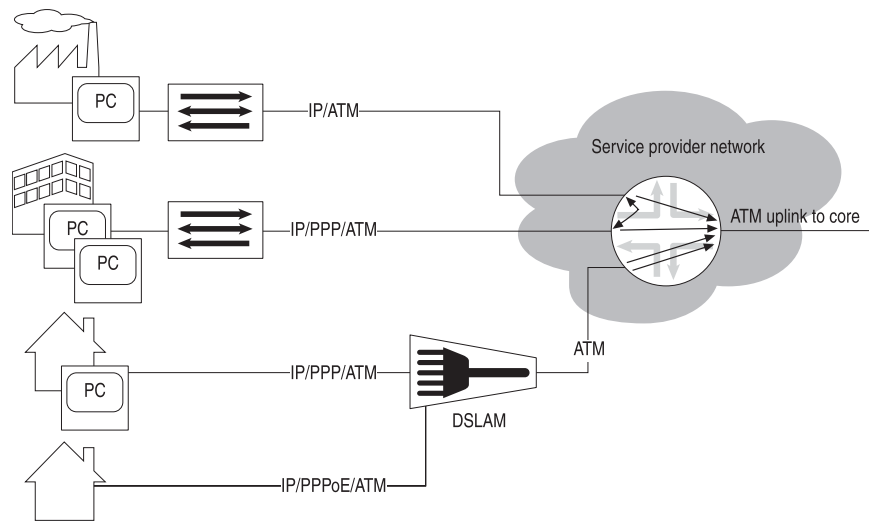 PC
IP/ATM
Service provider network
PC
PC
IP/PPP/ATM
ATM uplink to core
ATM
PC
IP/PPP/ATM
DSLAM
IP/PPPoE/ATM